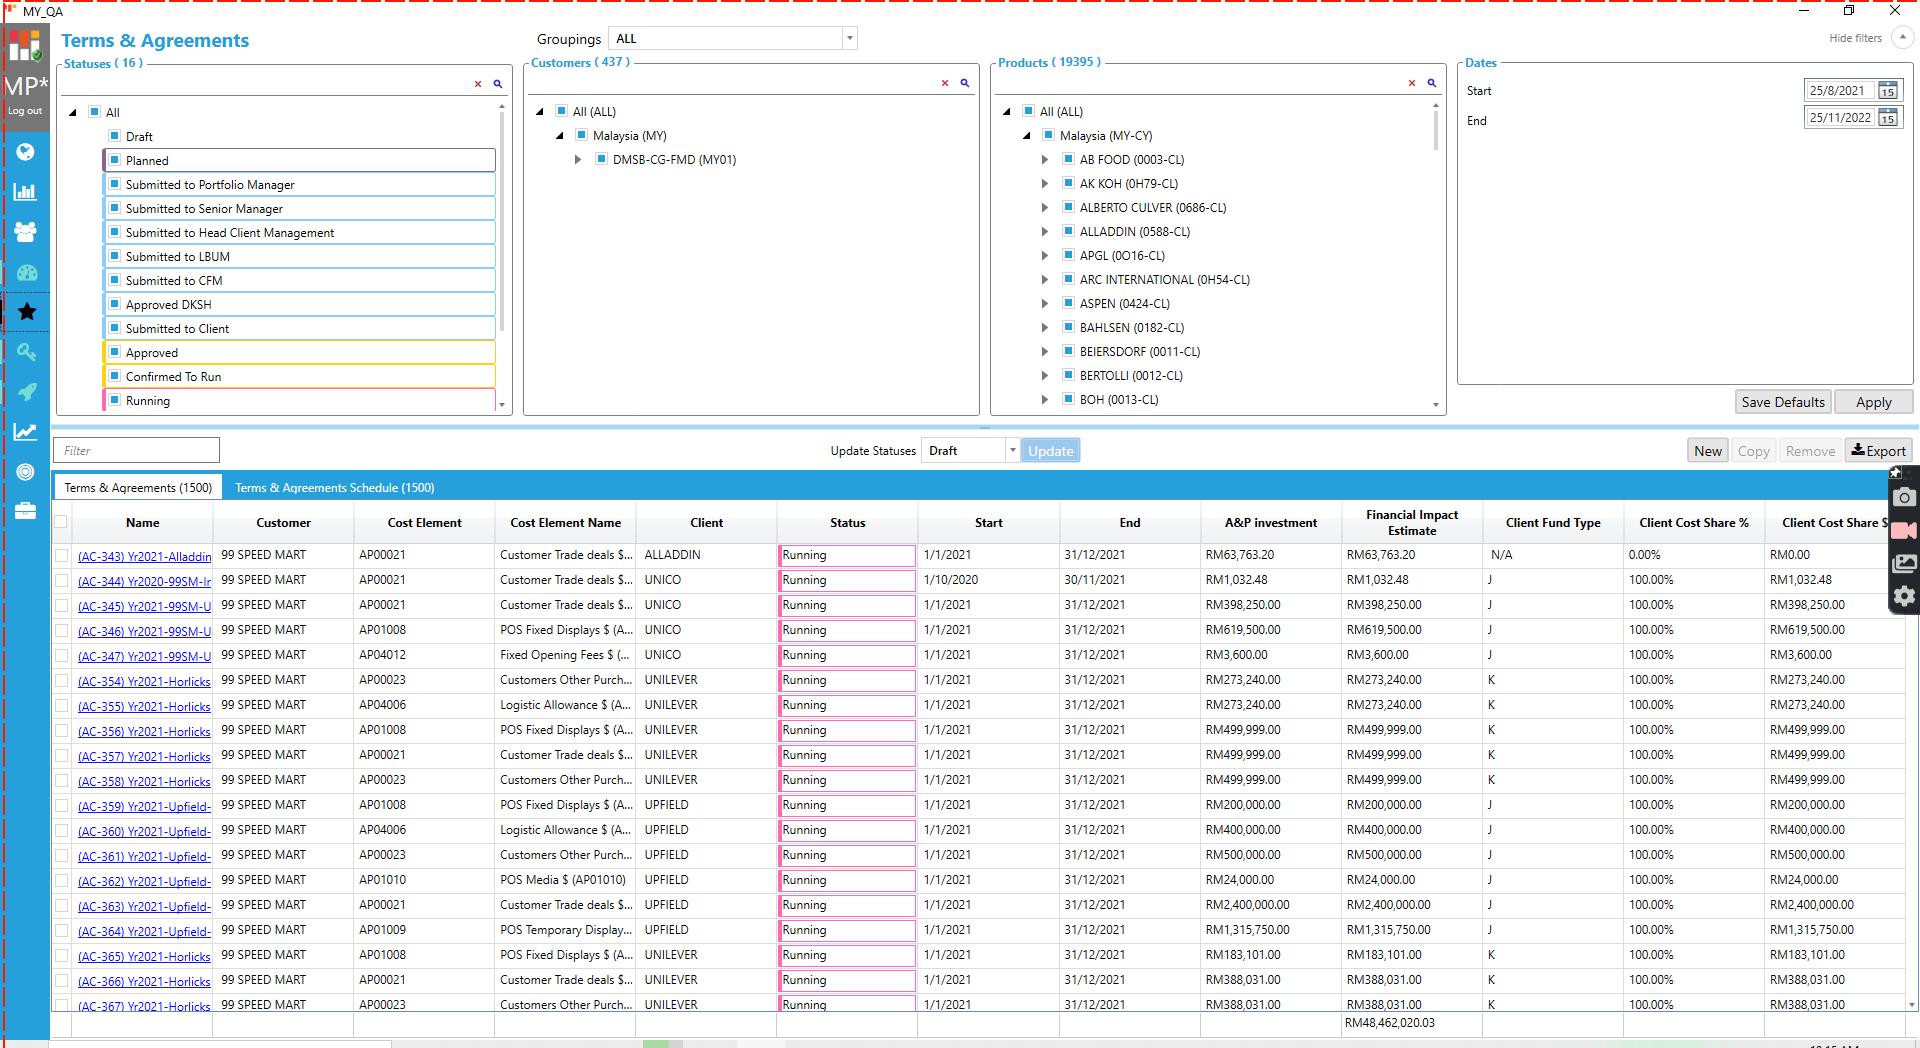 MY_QA
Terms & Agreements
Groupings ALL
Hide filters
MP*
Log out
Statuses ( 16 )
All
Draft
Planned
Submitted to Portfolio Manager
Submitted to Senior Manager
Submitted to Head Client Management
Submitted to LBUM
Submitted to CFM
Approved DKSH
Submitted to Client
Approved
Confirmed To Run
Running
Customers ( 437 )
All (ALL)
Malaysia (MY)
DMSB-CG-FMD (MY01)
Products ( 19395 )
All (ALL)
Malaysia (MY-CY)
AB FOOD (0003-CL)
AK KOH (0H79-CL)
ALBERTO CULVER (0686-CL)
ALLADDIN (0588-CL)
APGL (0O16-CL)
ARC INTERNATIONAL (0H54-CL)
ASPEN (0424-CL)
BAHLSEN (0182-CL)
BEIERSDORF (0011-CL)
BERTOLLI (0012-CL)
BOH (0013-CL)
Dates
Start 25/8/2021 15
End 25/11/2022 15
Save Defaults Apply
Filter Update Statuses Draft Update New Copy Remove Export
Terms & Agreements (1500) Terms & Agreements Schedule (1500)
Name Customer Cost Element Cost Element Name Client Status Start End A&P investment Financial Impact Estimate Client Fund Type Client Cost Share % Client Cost Share $
(AC-343) Yr2021-Alladdin 99 SPEED MART AP00021 Customer Trade deals $... ALLADDIN Running 1/1/2021 31/12/2021 RM63,763.20 RM63,763.20 N/A 0.00% RM0.00
(AC-344) Yr2020-99SM-Ir 99 SPEED MART AP00021 Customer Trade deals $... UNICO Running 1/10/2020 30/11/2021 RM1,032.48 RM1,032.48 J 100.00% RM1,032.48
(AC-345) Yr2021-99SM-U 99 SPEED MART AP00021 Customer Trade deals $... UNICO Running 1/1/2021 31/12/2021 RM398,250.00 RM398,250.00 J 100.00% RM398,250.00
(AC-346) Yr2021-99SM-U 99 SPEED MART AP01008 POS Fixed Displays $ (A... UNICO Running 1/1/2021 31/12/2021 RM619,500.00 RM619,500.00 J 100.00% RM619,500.00
(AC-347) Yr2021-99SM-U 99 SPEED MART AP04012 Fixed Opening Fees $ (... UNICO Running 1/1/2021 31/12/2021 RM3,600.00 RM3,600.00 J 100.00% RM3,600.00
(AC-354) Yr2021-Horlicks 99 SPEED MART AP00023 Customers Other Purch... UNILEVER Running 1/1/2021 31/12/2021 RM273,240.00 RM273,240.00 K 100.00% RM273,240.00
(AC-355) Yr2021-Horlicks 99 SPEED MART AP04006 Logistic Allowance $ (A... UNILEVER Running 1/1/2021 31/12/2021 RM273,240.00 RM273,240.00 K 100.00% RM273,240.00
(AC-356) Yr2021-Horlicks 99 SPEED MART AP01008 POS Fixed Displays $ (A... UNILEVER Running 1/1/2021 31/12/2021 RM499,999.00 RM499,999.00 K 100.00% RM499,999.00
(AC-357) Yr2021-Horlicks 99 SPEED MART AP00021 Customer Trade deals $... UNILEVER Running 1/1/2021 31/12/2021 RM499,999.00 RM499,999.00 K 100.00% RM499,999.00
(AC-358) Yr2021-Horlicks 99 SPEED MART AP00023 Customers Other Purch... UNILEVER Running 1/1/2021 31/12/2021 RM499,999.00 RM499,999.00 K 100.00% RM499,999.00
(AC-359) Yr2021-Upfield- 99 SPEED MART AP01008 POS Fixed Displays $ (A... UPFIELD Running 1/1/2021 31/12/2021 RM200,000.00 RM200,000.00 J 100.00% RM200,000.00
(AC-360) Yr2021-Upfield- 99 SPEED MART AP04006 Logistic Allowance $ (A... UPFIELD Running 1/1/2021 31/12/2021 RM400,000.00 RM400,000.00 J 100.00% RM400,000.00
(AC-361) Yr2021-Upfield- 99 SPEED MART AP00023 Customers Other Purch... UPFIELD Running 1/1/2021 31/12/2021 RM500,000.00 RM500,000.00 J 100.00% RM500,000.00
(AC-362) Yr2021-Upfield- 99 SPEED MART AP01010 POS Media $ (AP01010) UPFIELD Running 1/1/2021 31/12/2021 RM24,000.00 RM24,000.00 J 100.00% RM24,000.00
(AC-363) Yr2021-Upfield- 99 SPEED MART AP00021 Customer Trade deals $... UPFIELD Running 1/1/2021 31/12/2021 RM2,400,000.00 RM2,400,000.00 J 100.00% RM2,400,000.00
(AC-364) Yr2021-Upfield- 99 SPEED MART AP01009 POS Temporary Display... UPFIELD Running 1/1/2021 31/12/2021 RM1,315,750.00 RM1,315,750.00 J 100.00% RM1,315,750.00
(AC-365) Yr2021-Horlicks 99 SPEED MART AP01008 POS Fixed Displays $ (A... UNILEVER Running 1/1/2021 31/12/2021 RM183,101.00 RM183,101.00 K 100.00% RM183,101.00
(AC-366) Yr2021-Horlicks 99 SPEED MART AP00021 Customer Trade deals $... UNILEVER Running 1/1/2021 31/12/2021 RM388,031.00 RM388,031.00 K 100.00% RM388,031.00
(AC-367) Yr2021-Horlicks 99 SPEED MART AP00023 Customers Other Purch... UNILEVER Running 1/1/2021 31/12/2021 RM388,031.00 RM388,031.00 K 100.00% RM388,031.00
RM48,462,020.03